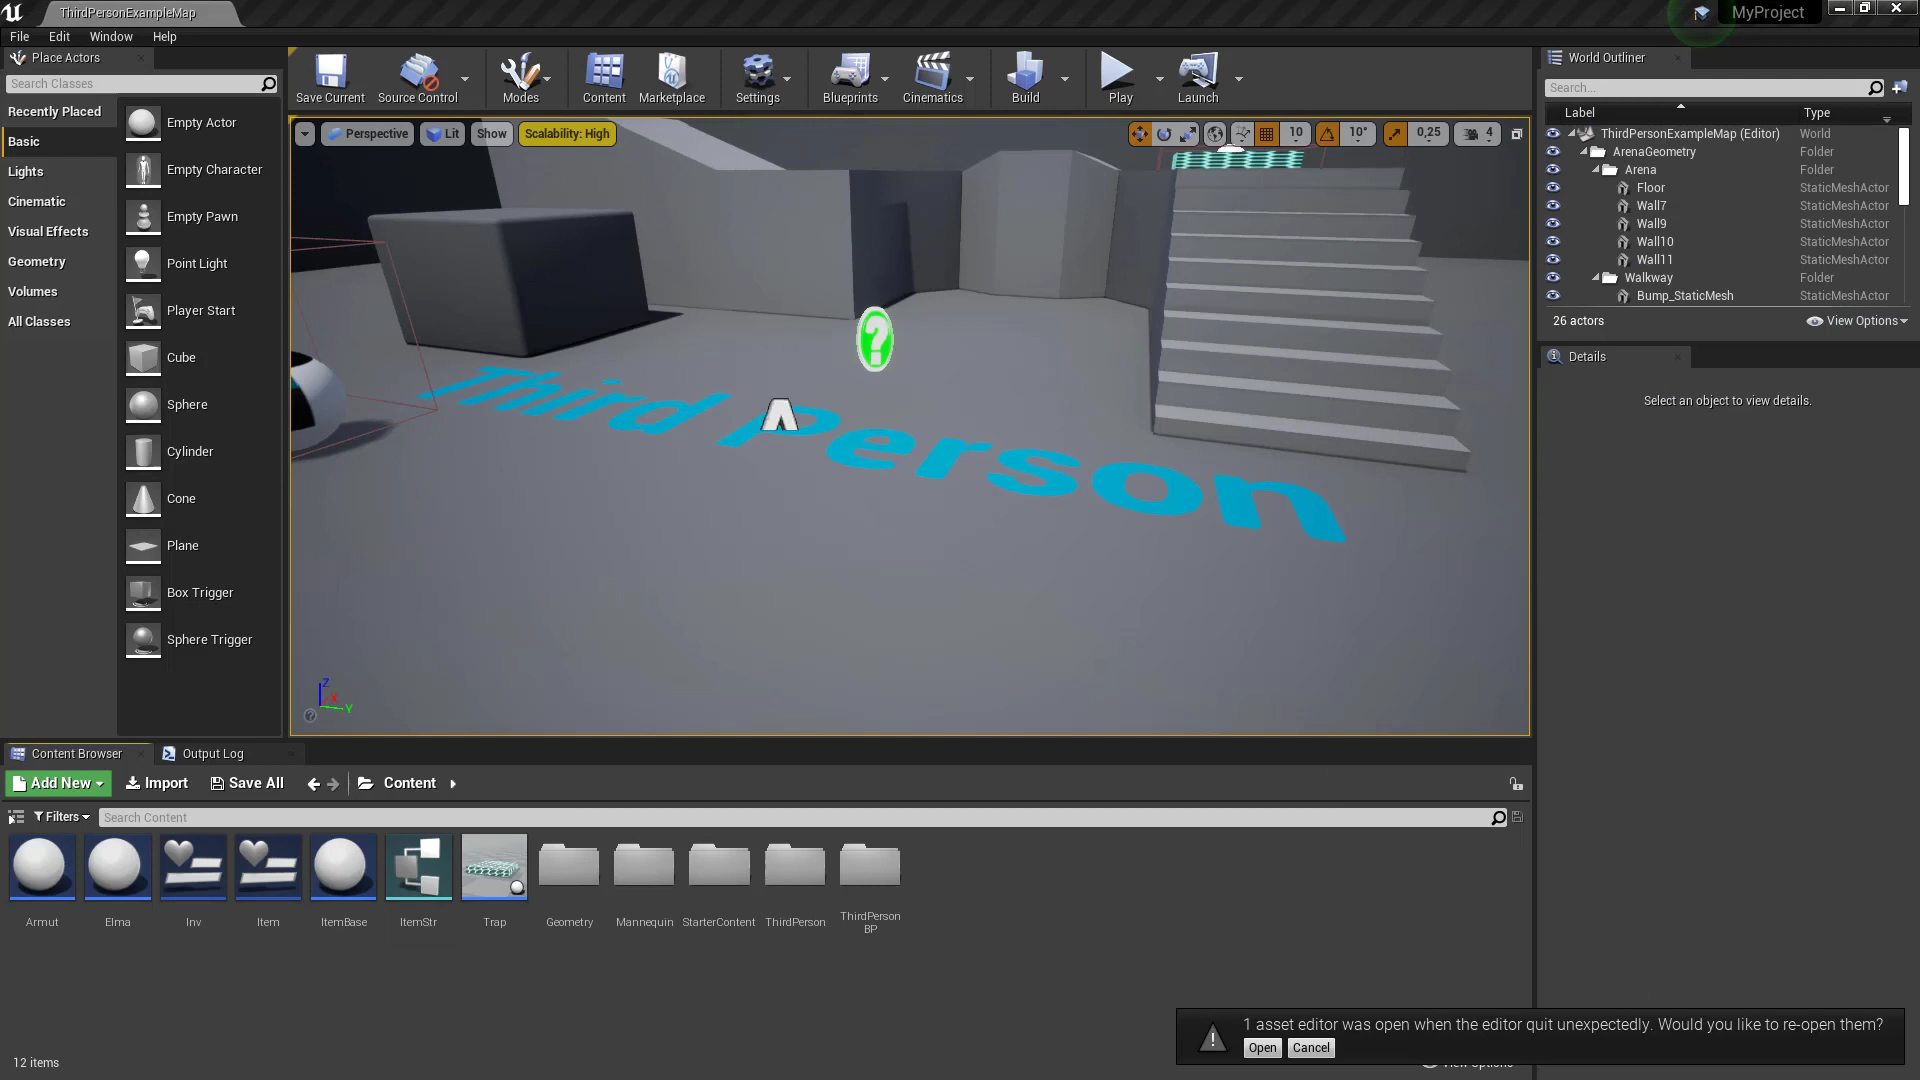 ThirdPersonExampleMap
MyProject
File Edit Window Help
Place Actors
Search Classes
Recently Placed
Basic
Lights
Cinematic
Visual Effects
Geometry
Volumes
All Classes
Empty Actor
Empty Character
Empty Pawn
Point Light
Player Start
Cube
Sphere
Cylinder
Cone
Plane
Box Trigger
Sphere Trigger
Save Current Source Control Modes Content Marketplace Settings Blueprints Cinematics Build Play Launch
Perspective Lit Show Scalability: High 10 10° 0,25 4
Third Person
Z
X
Y
World Outliner
Search...
Label Type
ThirdPersonExampleMap (Editor) World
ArenaGeometry Folder
Arena Folder
Floor StaticMeshActor
Wall7 StaticMeshActor
Wall9 StaticMeshActor
Wall10 StaticMeshActor
Wall11 StaticMeshActor
Walkway Folder
Bump_StaticMesh StaticMeshActor
26 actors View Options
Details
Select an object to view details.
Content Browser Output Log
Add New Import Save All Content
Filters Search Content
Armut Elma Inv Item ItemBase ItemStr Trap Geometry Mannequin StarterContent ThirdPerson ThirdPerson
BP
1 asset editor was open when the editor quit unexpectedly. Would you like to re-open them?
Open Cancel
12 items